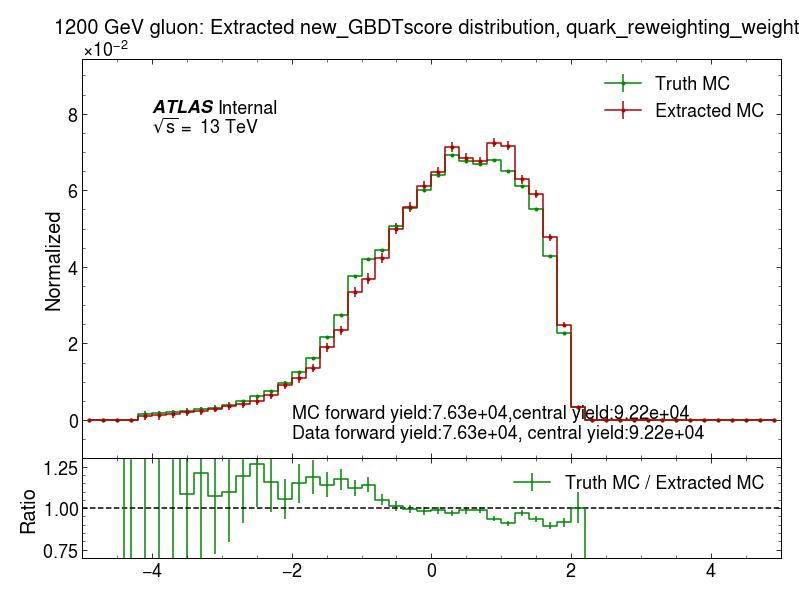 1200 GeV gluon: Extracted new_GBDTscore distribution, quark_reweighting_weight
×10⁻²
ATLAS Internal
√s = 13 TeV
Truth MC
Extracted MC
8
6
4
2
0
Normalized
MC forward yield:7.63e+04,central yield:9.22e+04
Data forward yield:7.63e+04, central yield:9.22e+04
1.25
1.00
0.75
Ratio
Truth MC / Extracted MC
−4 −2 0 2 4